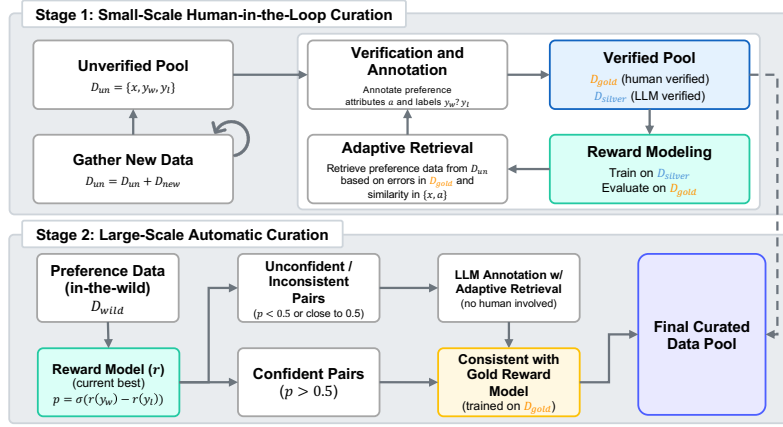 Stage 1: Small-Scale Human-in-the-Loop Curation
Unverified Pool
D_un = {x, y_w, y_l}
Gather New Data
D_un = D_un + D_new
Verification and
Annotation
Annotate preference
attributes a and labels y_w? y_l
Adaptive Retrieval
Retrieve preference data from D_un
based on errors in D_gold and
similarity in {x, a}
Verified Pool
D_gold (human verified)
D_silver (LLM verified)
Reward Modeling
Train on D_silver
Evaluate on D_gold
Stage 2: Large-Scale Automatic Curation
Preference Data
(in-the-wild)
D_wild
Reward Model (r)
(current best)
p = σ(r(y_w) − r(y_l))
Unconfident /
Inconsistent
Pairs
(p < 0.5 or close to 0.5)
Confident Pairs
(p > 0.5)
LLM Annotation w/
Adaptive Retrieval
(no human involved)
Consistent with
Gold Reward
Model
(trained on D_gold)
Final Curated
Data Pool